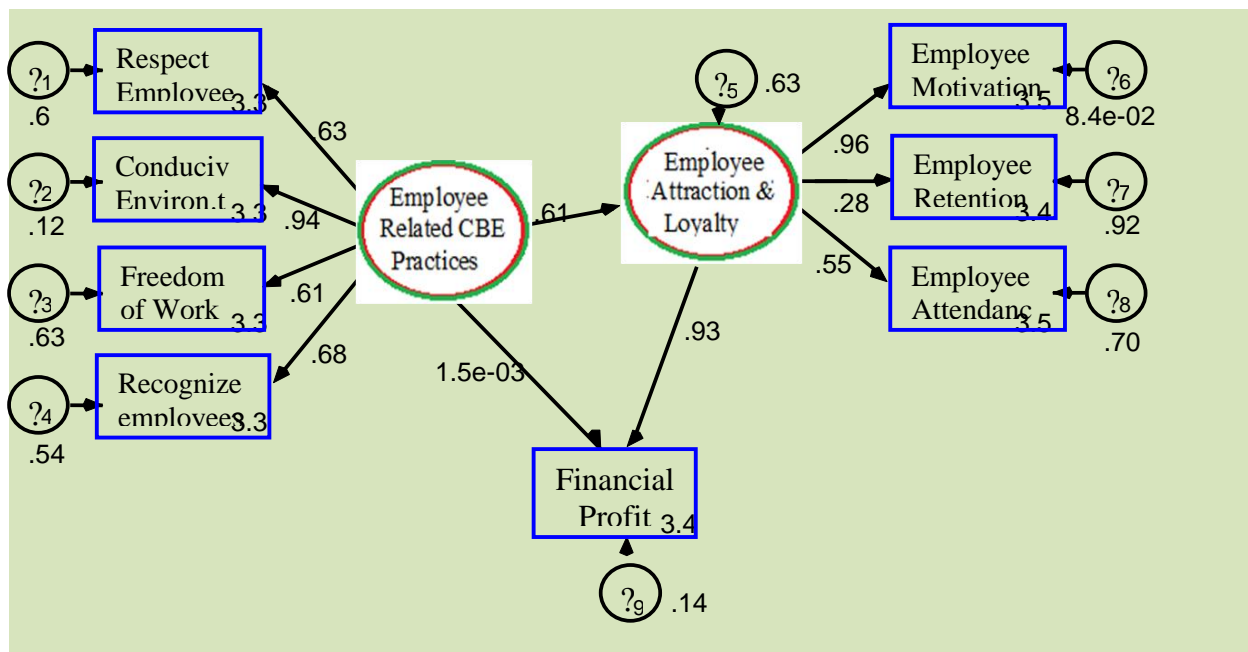 ?1
.6
Respect
Employee
3.3
.63
?2
.12
Conduciv
Environ.t
3.3
.94
?3
.63
Freedom
of Work
3.3
.61
?4
.54
Recognize
employees
3.3
.68
Employee
Related CBE
Practices
.61
1.5e-03
?5
.63
Employee
Attraction &
Loyalty
.93
.96
.28
.55
Employee
Motivation
3.5
?6
8.4e-02
Employee
Retention
3.4
?7
.92
Employee
Attendanc
3.5
?8
.70
Financial
Profit
3.4
?9
.14